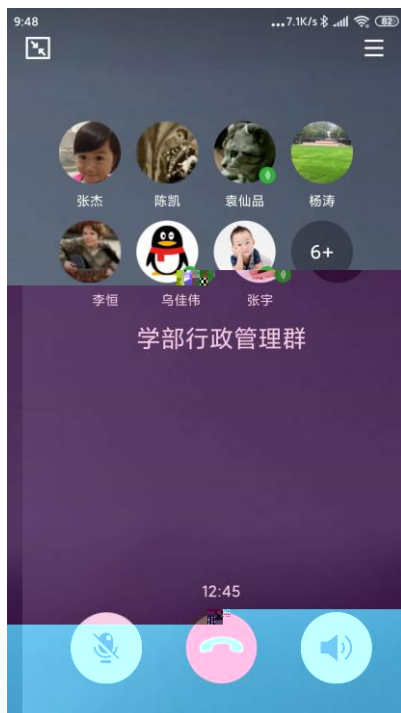 9:48 ...7.1K/s 82
张杰 陈凯 袁仙品 杨涛
6+
李恒 乌佳伟 张宇
学部行政管理群
12:45